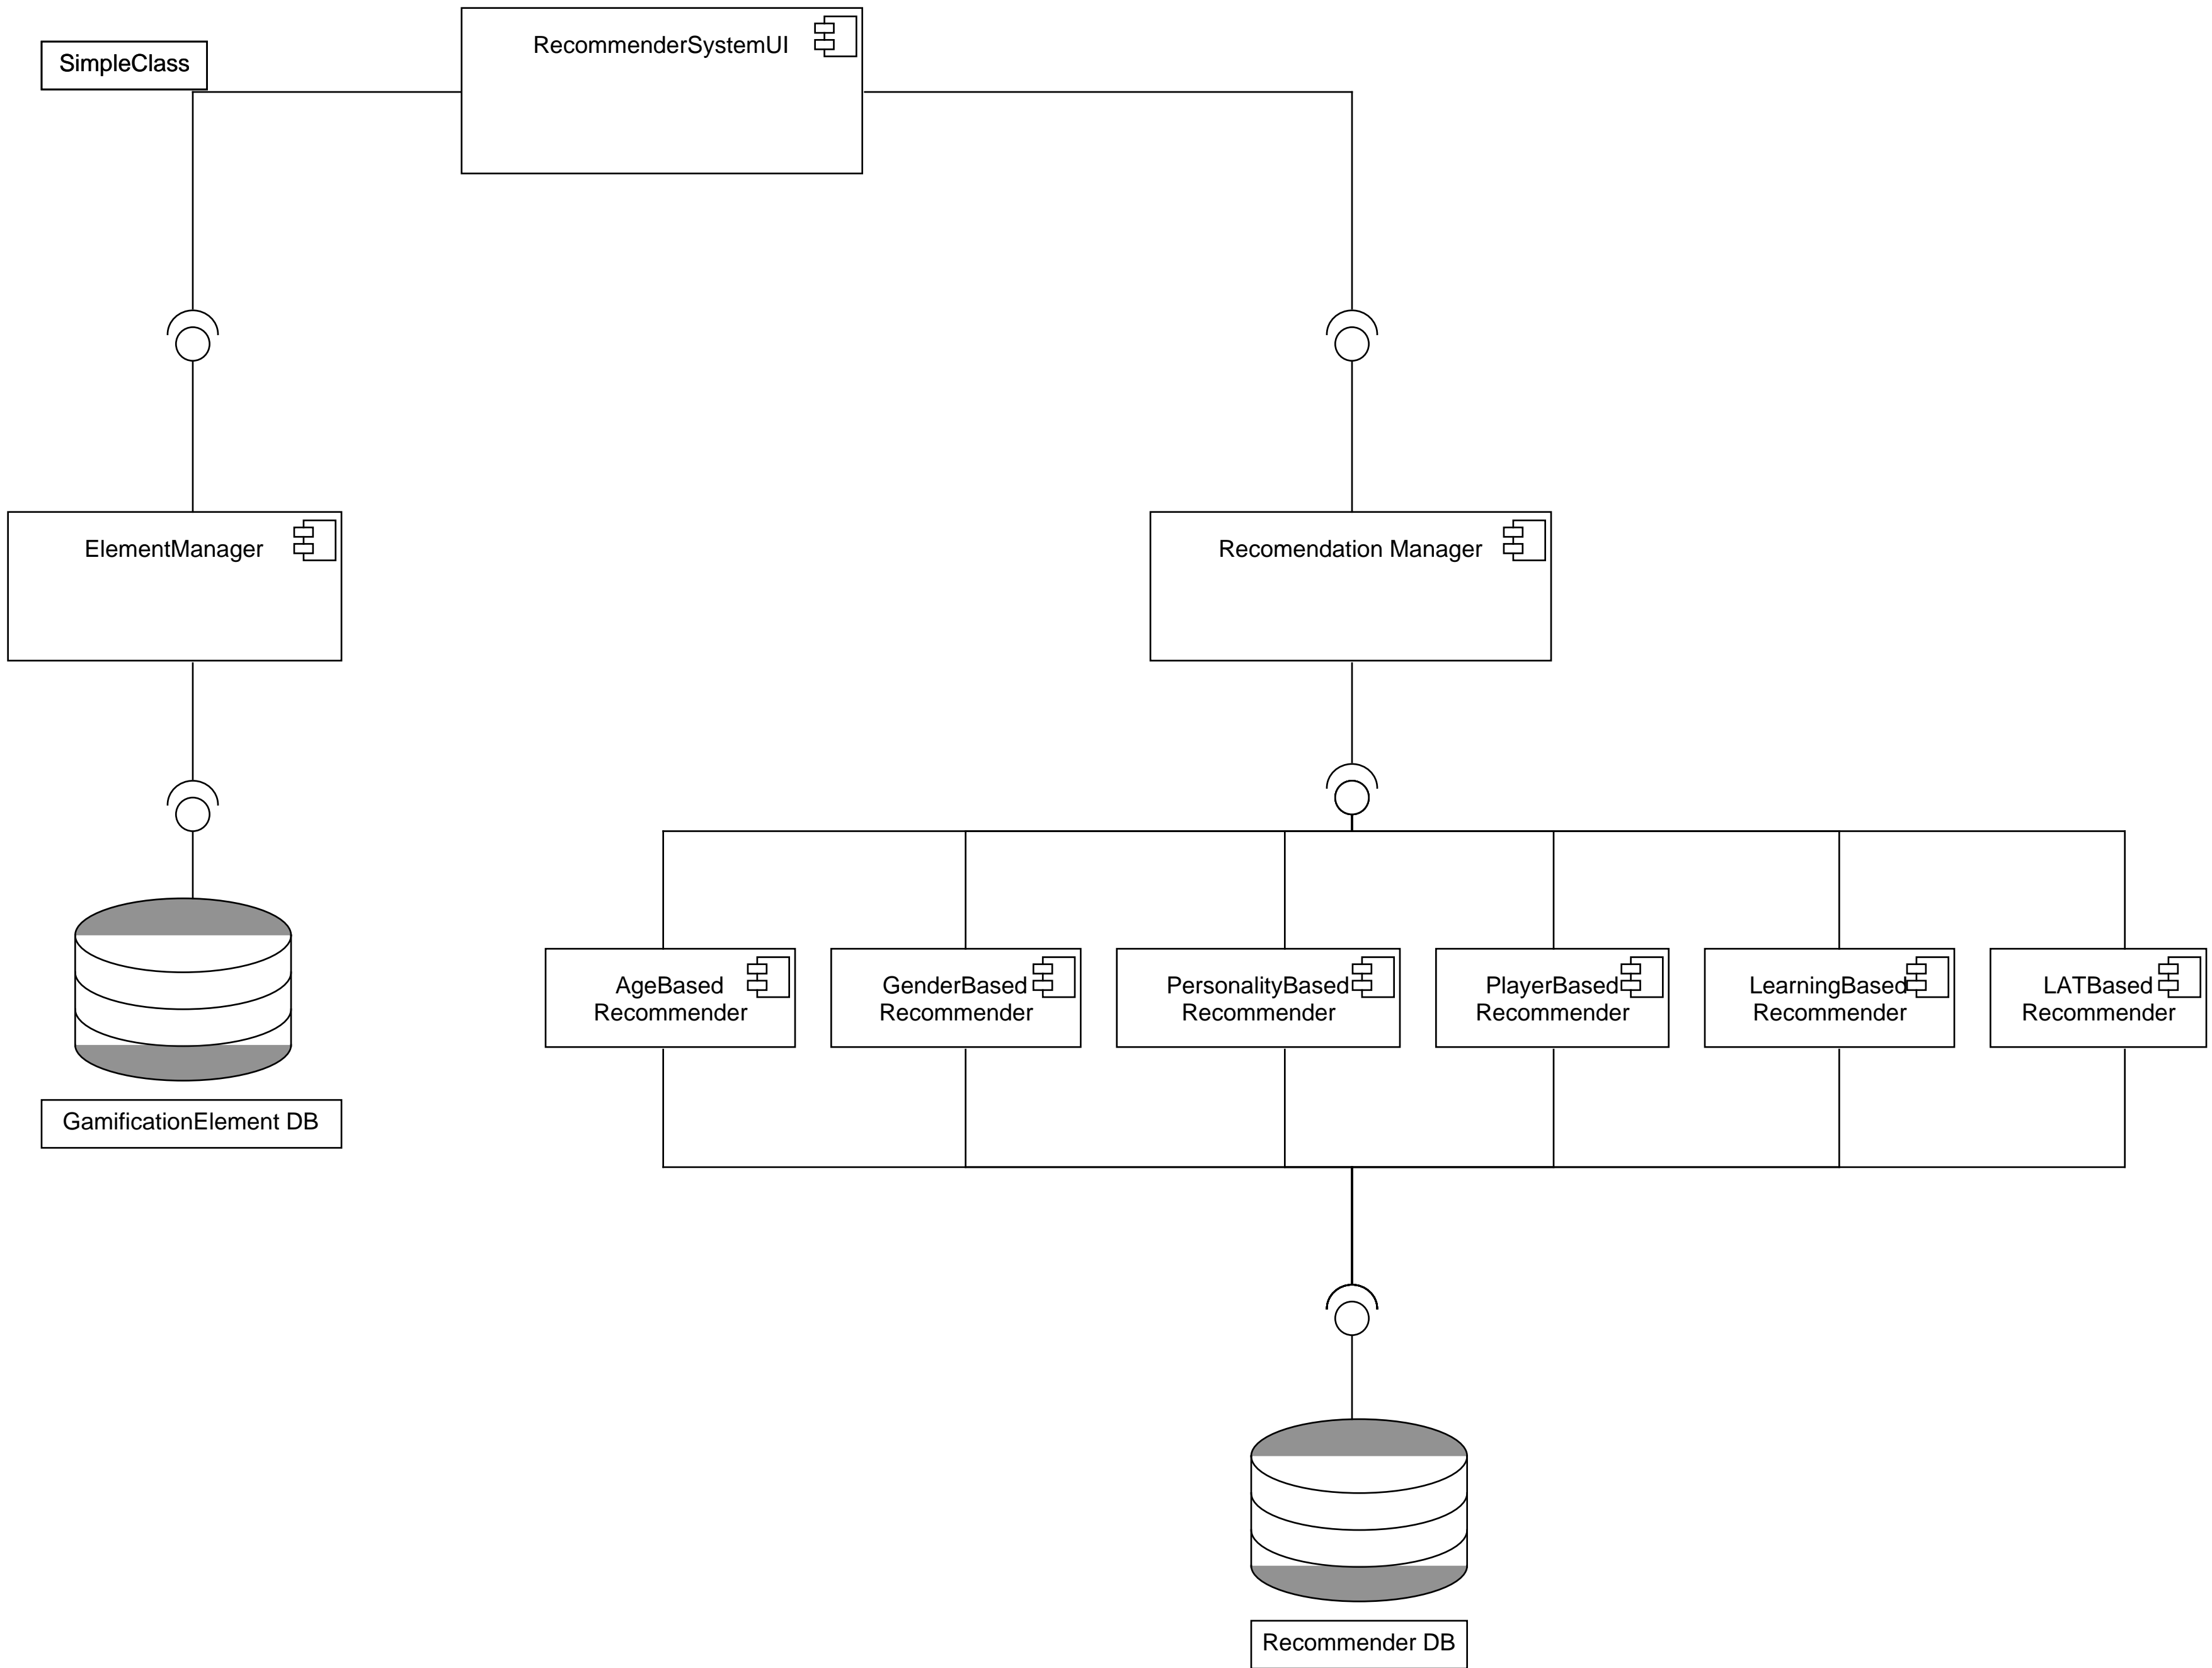 RecommenderSystemUI
SimpleClass
ElementManager
Recomendation Manager
AgeBased
Recommender
GenderBased
Recommender
PersonalityBased
Recommender
PlayerBased
Recommender
LearningBased
Recommender
LATBased
Recommender
GamificationElement DB
Recommender DB